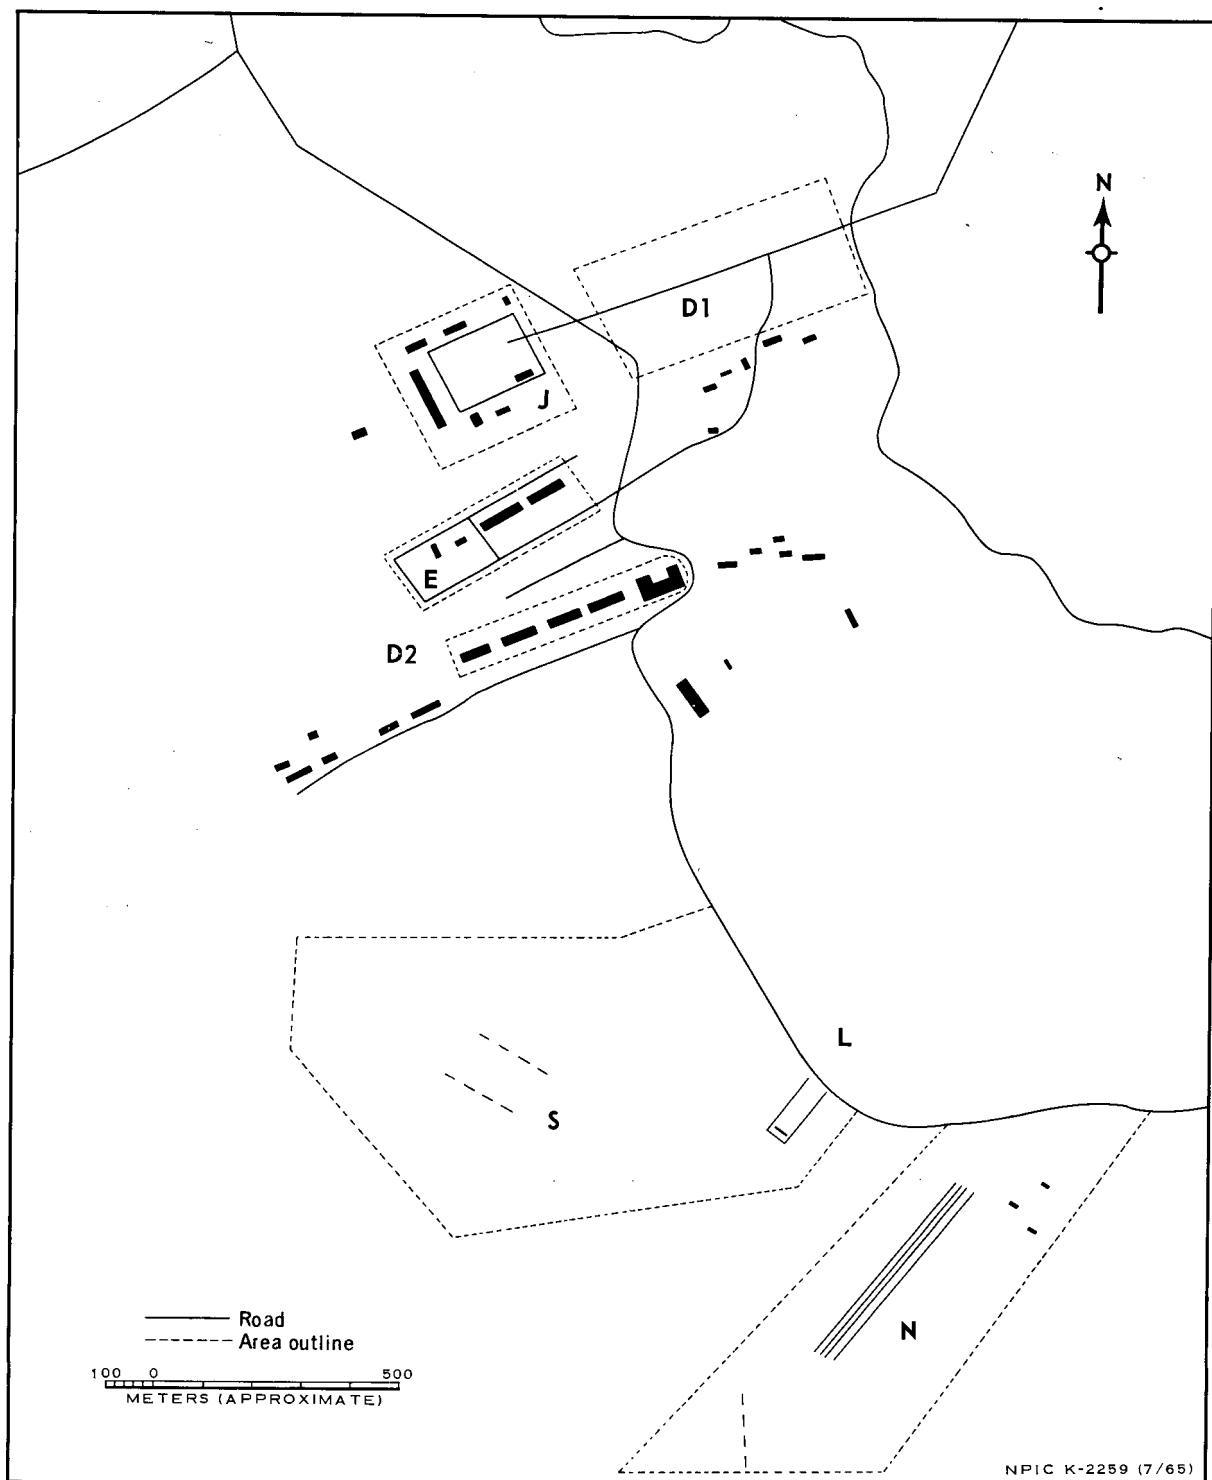 N
D1
J
E
D2
L
S
N
Road
Area outline
100 0 500
METERS (APPROXIMATE)
NPIC K-2259 (7/65)